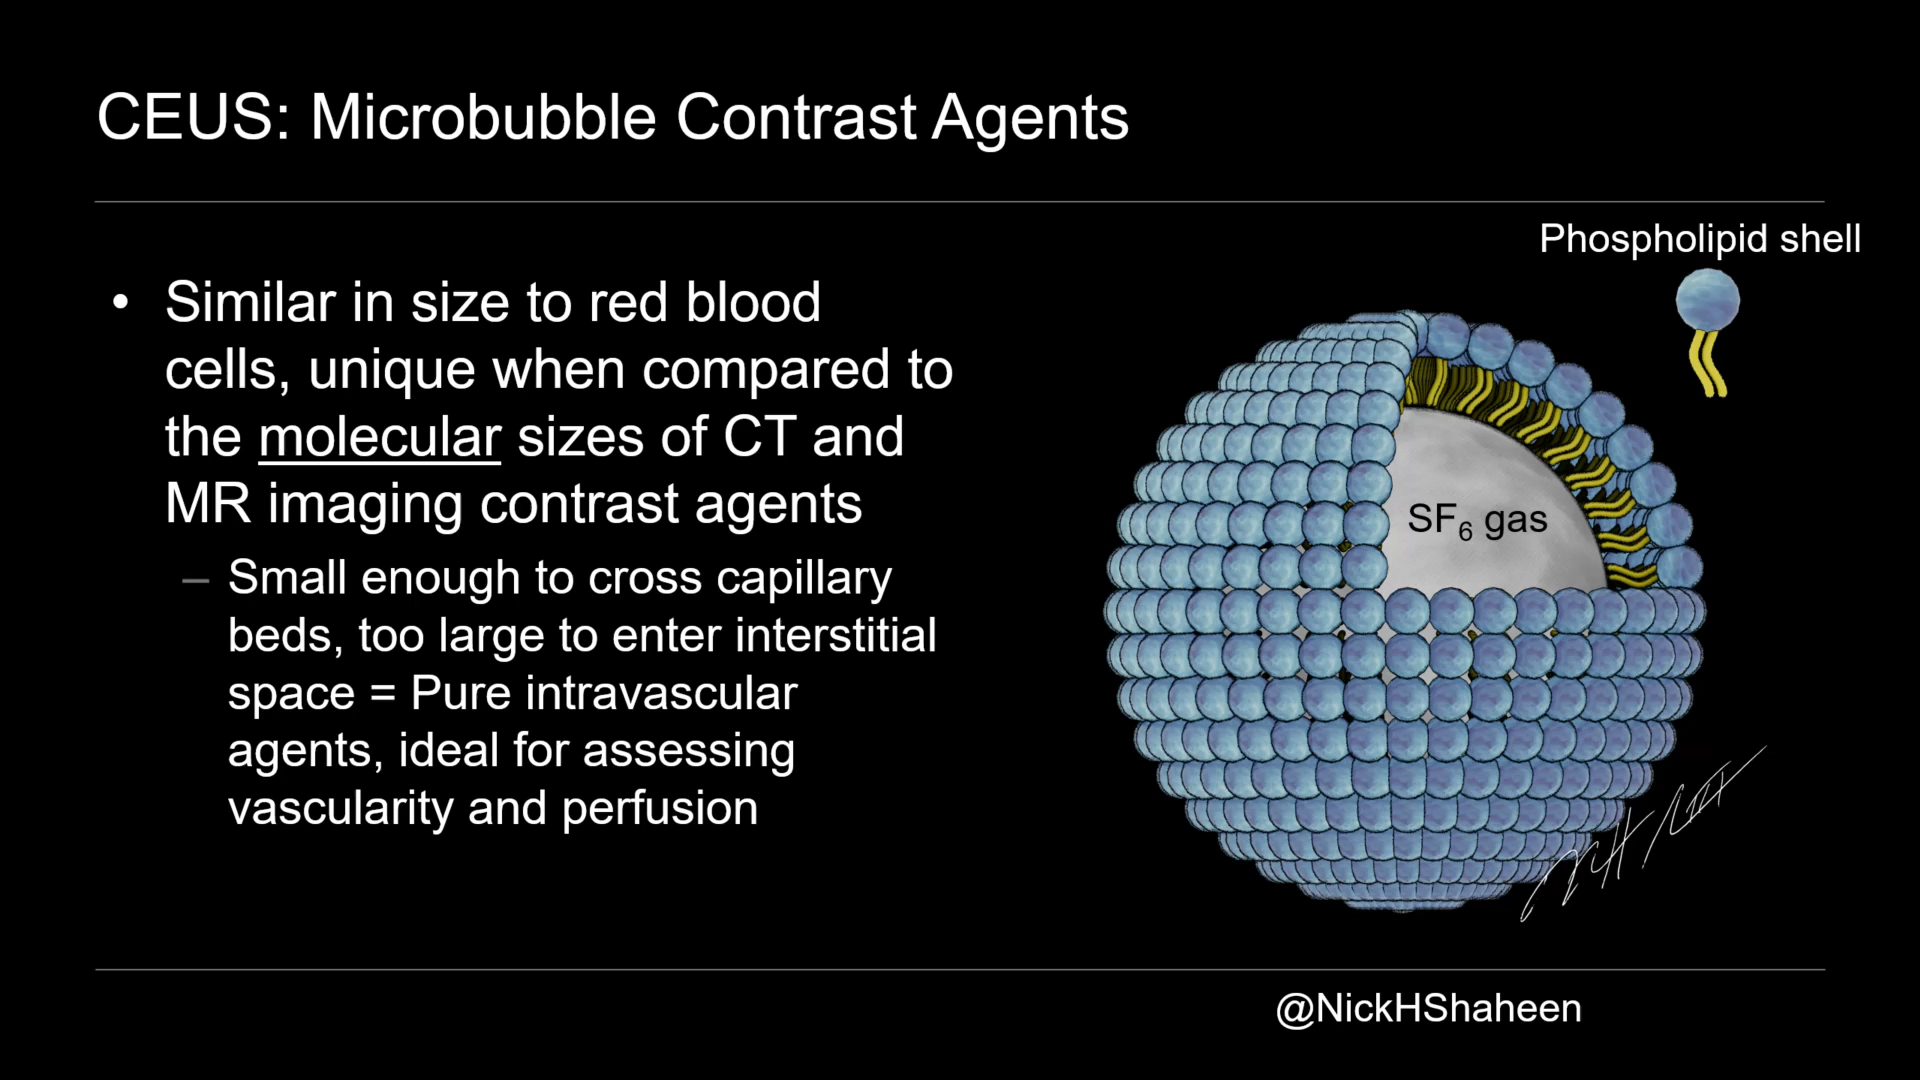 CEUS: Microbubble Contrast Agents
Phospholipid shell
• Similar in size to red blood
cells, unique when compared to
the molecular sizes of CT and
MR imaging contrast agents
– Small enough to cross capillary
beds, too large to enter interstitial
space = Pure intravascular
agents, ideal for assessing
vascularity and perfusion
SF₆ gas
@NickHShaheen